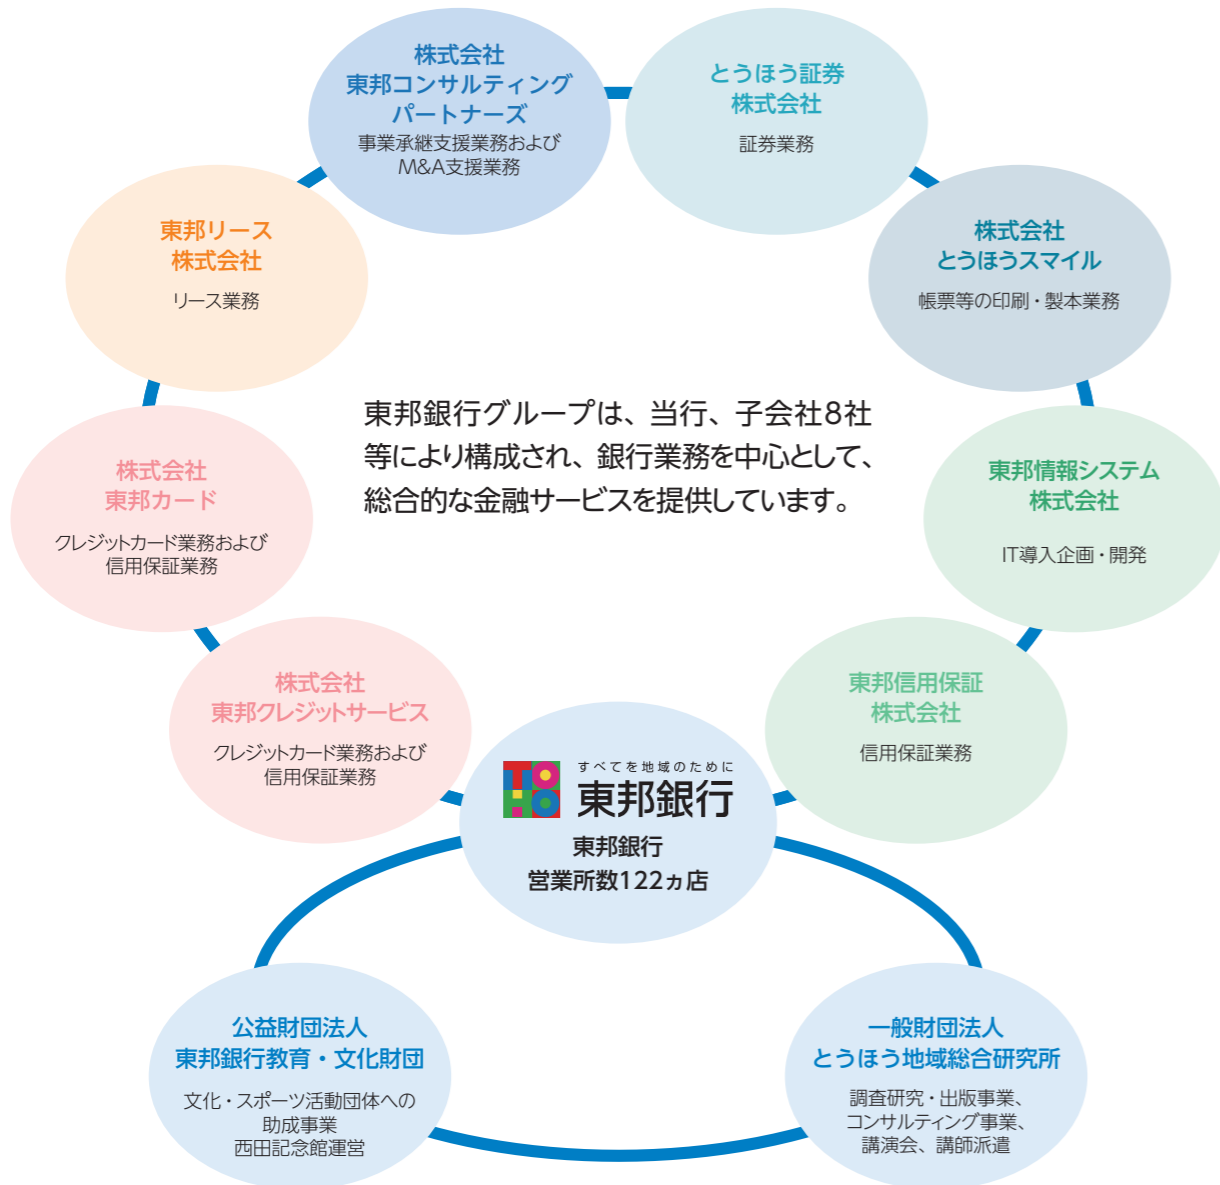 株式会社
東邦コンサルティング
パートナーズ
事業承継支援業務および
M&A支援業務
とうほう証券
株式会社
証券業務
東邦リース
株式会社
リース業務
株式会社
とうほうスマイル
帳票等の印刷・製本業務
東邦銀行グループは、当行、子会社8社
等により構成され、銀行業務を中心として、
総合的な金融サービスを提供しています。
株式会社
東邦カード
クレジットカード業務および
信用保証業務
東邦情報システム
株式会社
IT導入企画・開発
株式会社
東邦クレジットサービス
クレジットカード業務および
信用保証業務
東邦信用保証
株式会社
信用保証業務
TO
HO
すべてを地域のために
東邦銀行
東邦銀行
営業所数122ヵ店
公益財団法人
東邦銀行教育・文化財団
文化・スポーツ活動団体への
助成事業
西田記念館運営
一般財団法人
とうほう地域総合研究所
調査研究・出版事業、
コンサルティング事業、
講演会、講師派遣